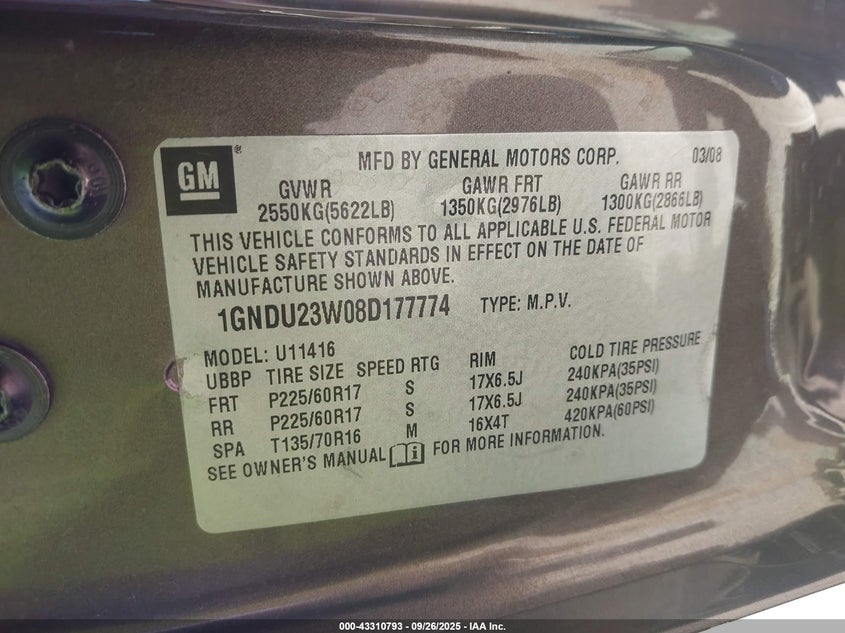 GM ®
MFD BY GENERAL MOTORS CORP. 03/08
GVWR GAWR FRT GAWR RR
2550KG(5622LB) 1350KG(2976LB) 1300KG(2866LB)
THIS VEHICLE CONFORMS TO ALL APPLICABLE U.S. FEDERAL MOTOR
VEHICLE SAFETY STANDARDS IN EFFECT ON THE DATE OF
MANUFACTURE SHOWN ABOVE.
1GNDU23W08D177774 TYPE: M.P.V.
MODEL: U11416
UBBP TIRE SIZE SPEED RTG RIM COLD TIRE PRESSURE
FRT P225/60R17 S 17X6.5J 240KPA(35PSI)
RR P225/60R17 S 17X6.5J 240KPA(35PSI)
SPA T135/70R16 M 16X4T 420KPA(60PSI)
SEE OWNER'S MANUAL FOR MORE INFORMATION.
000-43310793 - 09/26/2025 - IAA Inc.